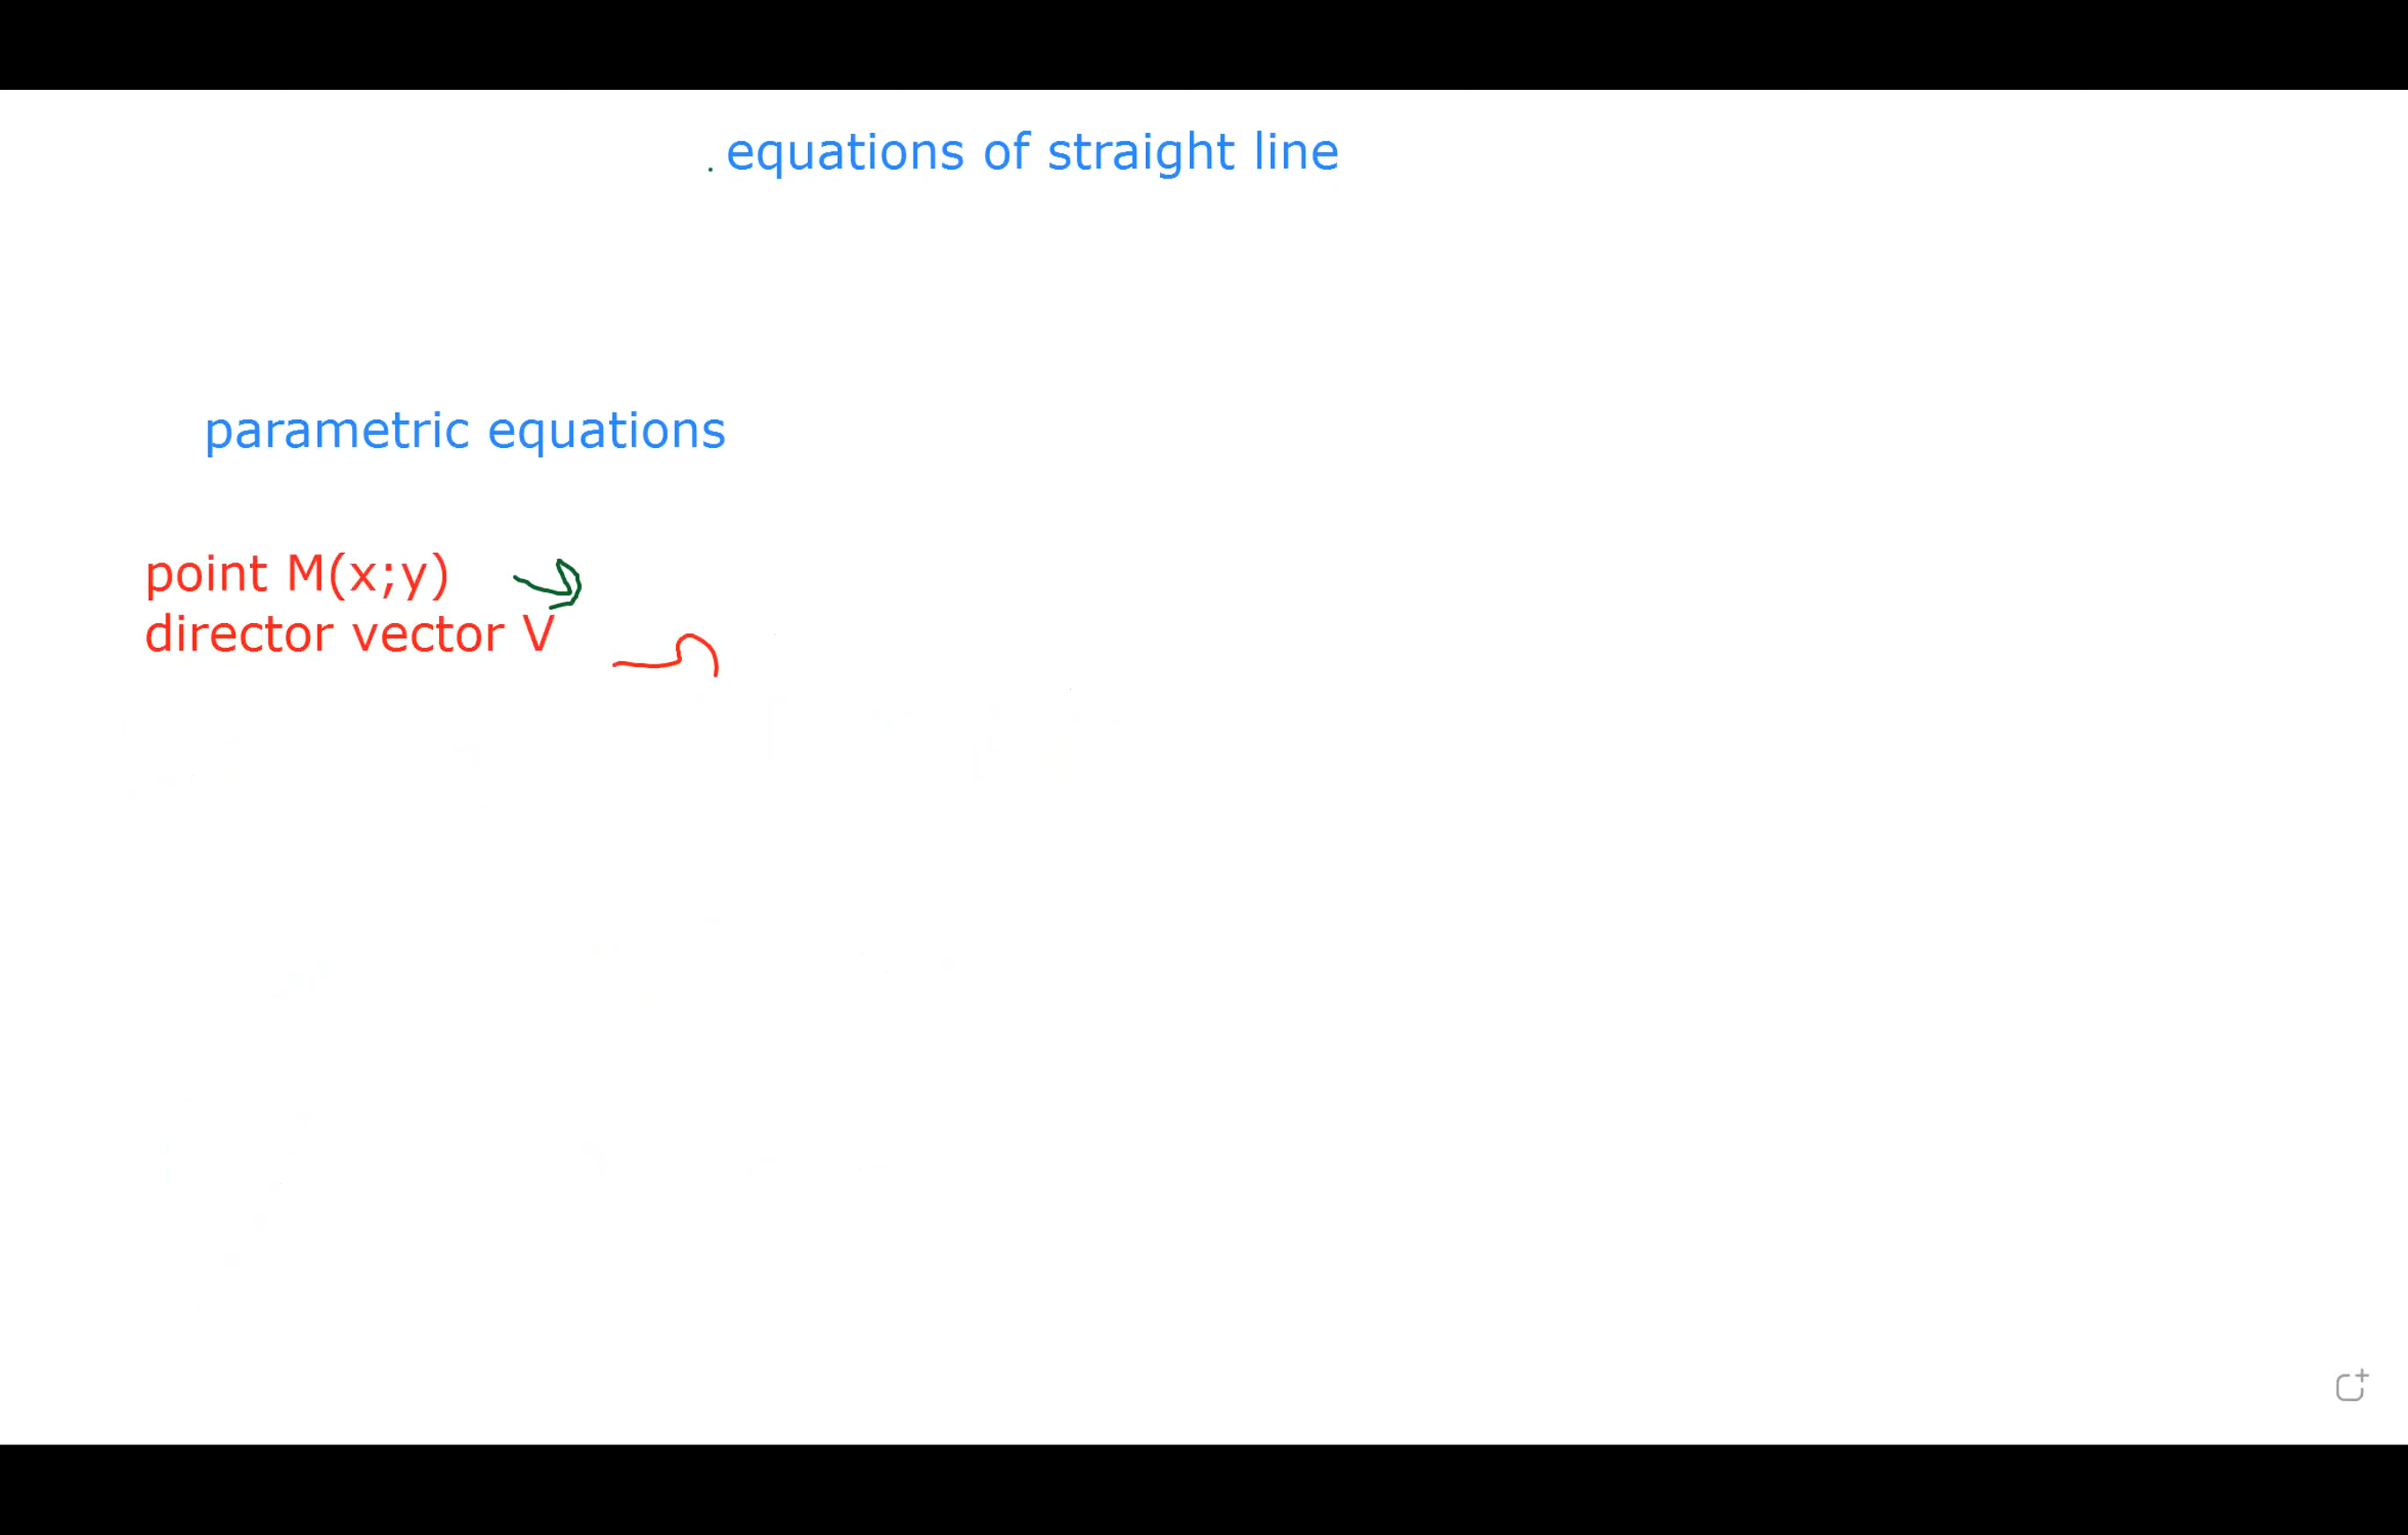 equations of straight line
parametric equations
point M(x;y)
director vector V